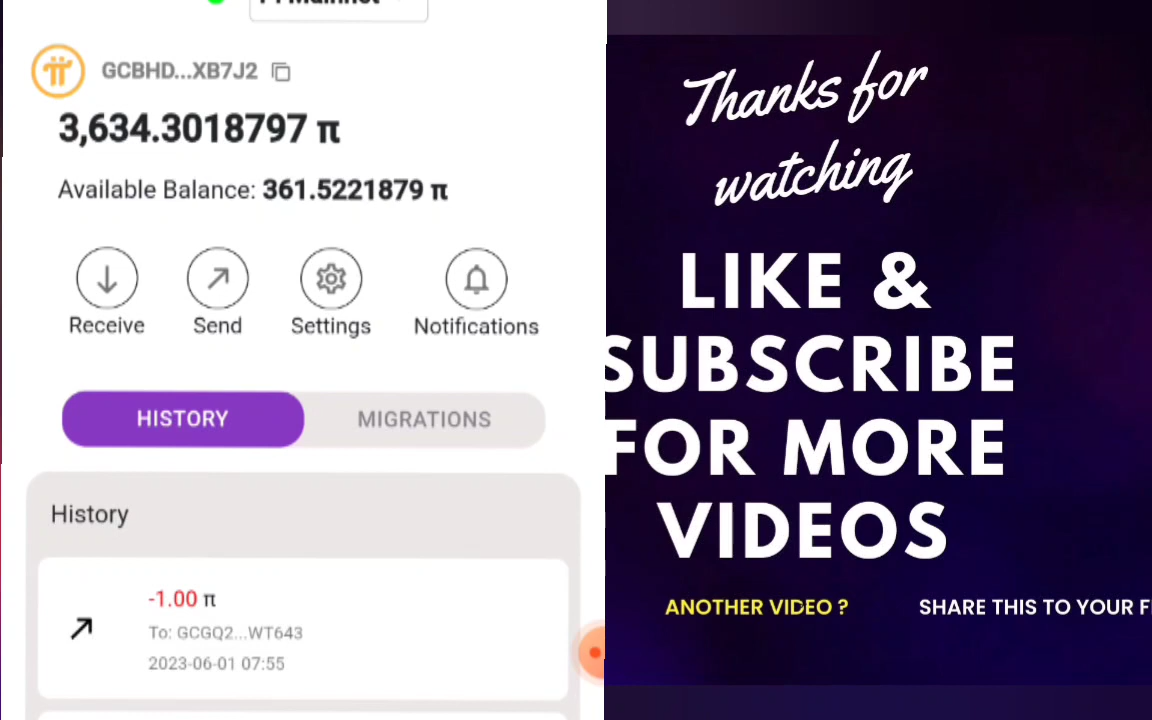 GCBHD...XB7J2
3,634.3018797 π
Available Balance: 361.5221879 π
Receive
Send
Settings
Notifications
HISTORY
MIGRATIONS
History
-1.00 π
To: GCGQ2...WT643
2023-06-01 07:55
Thanks for
watching
LIKE &
SUBSCRIBE
FOR MORE
VIDEOS
ANOTHER VIDEO ?
SHARE THIS TO YOUR